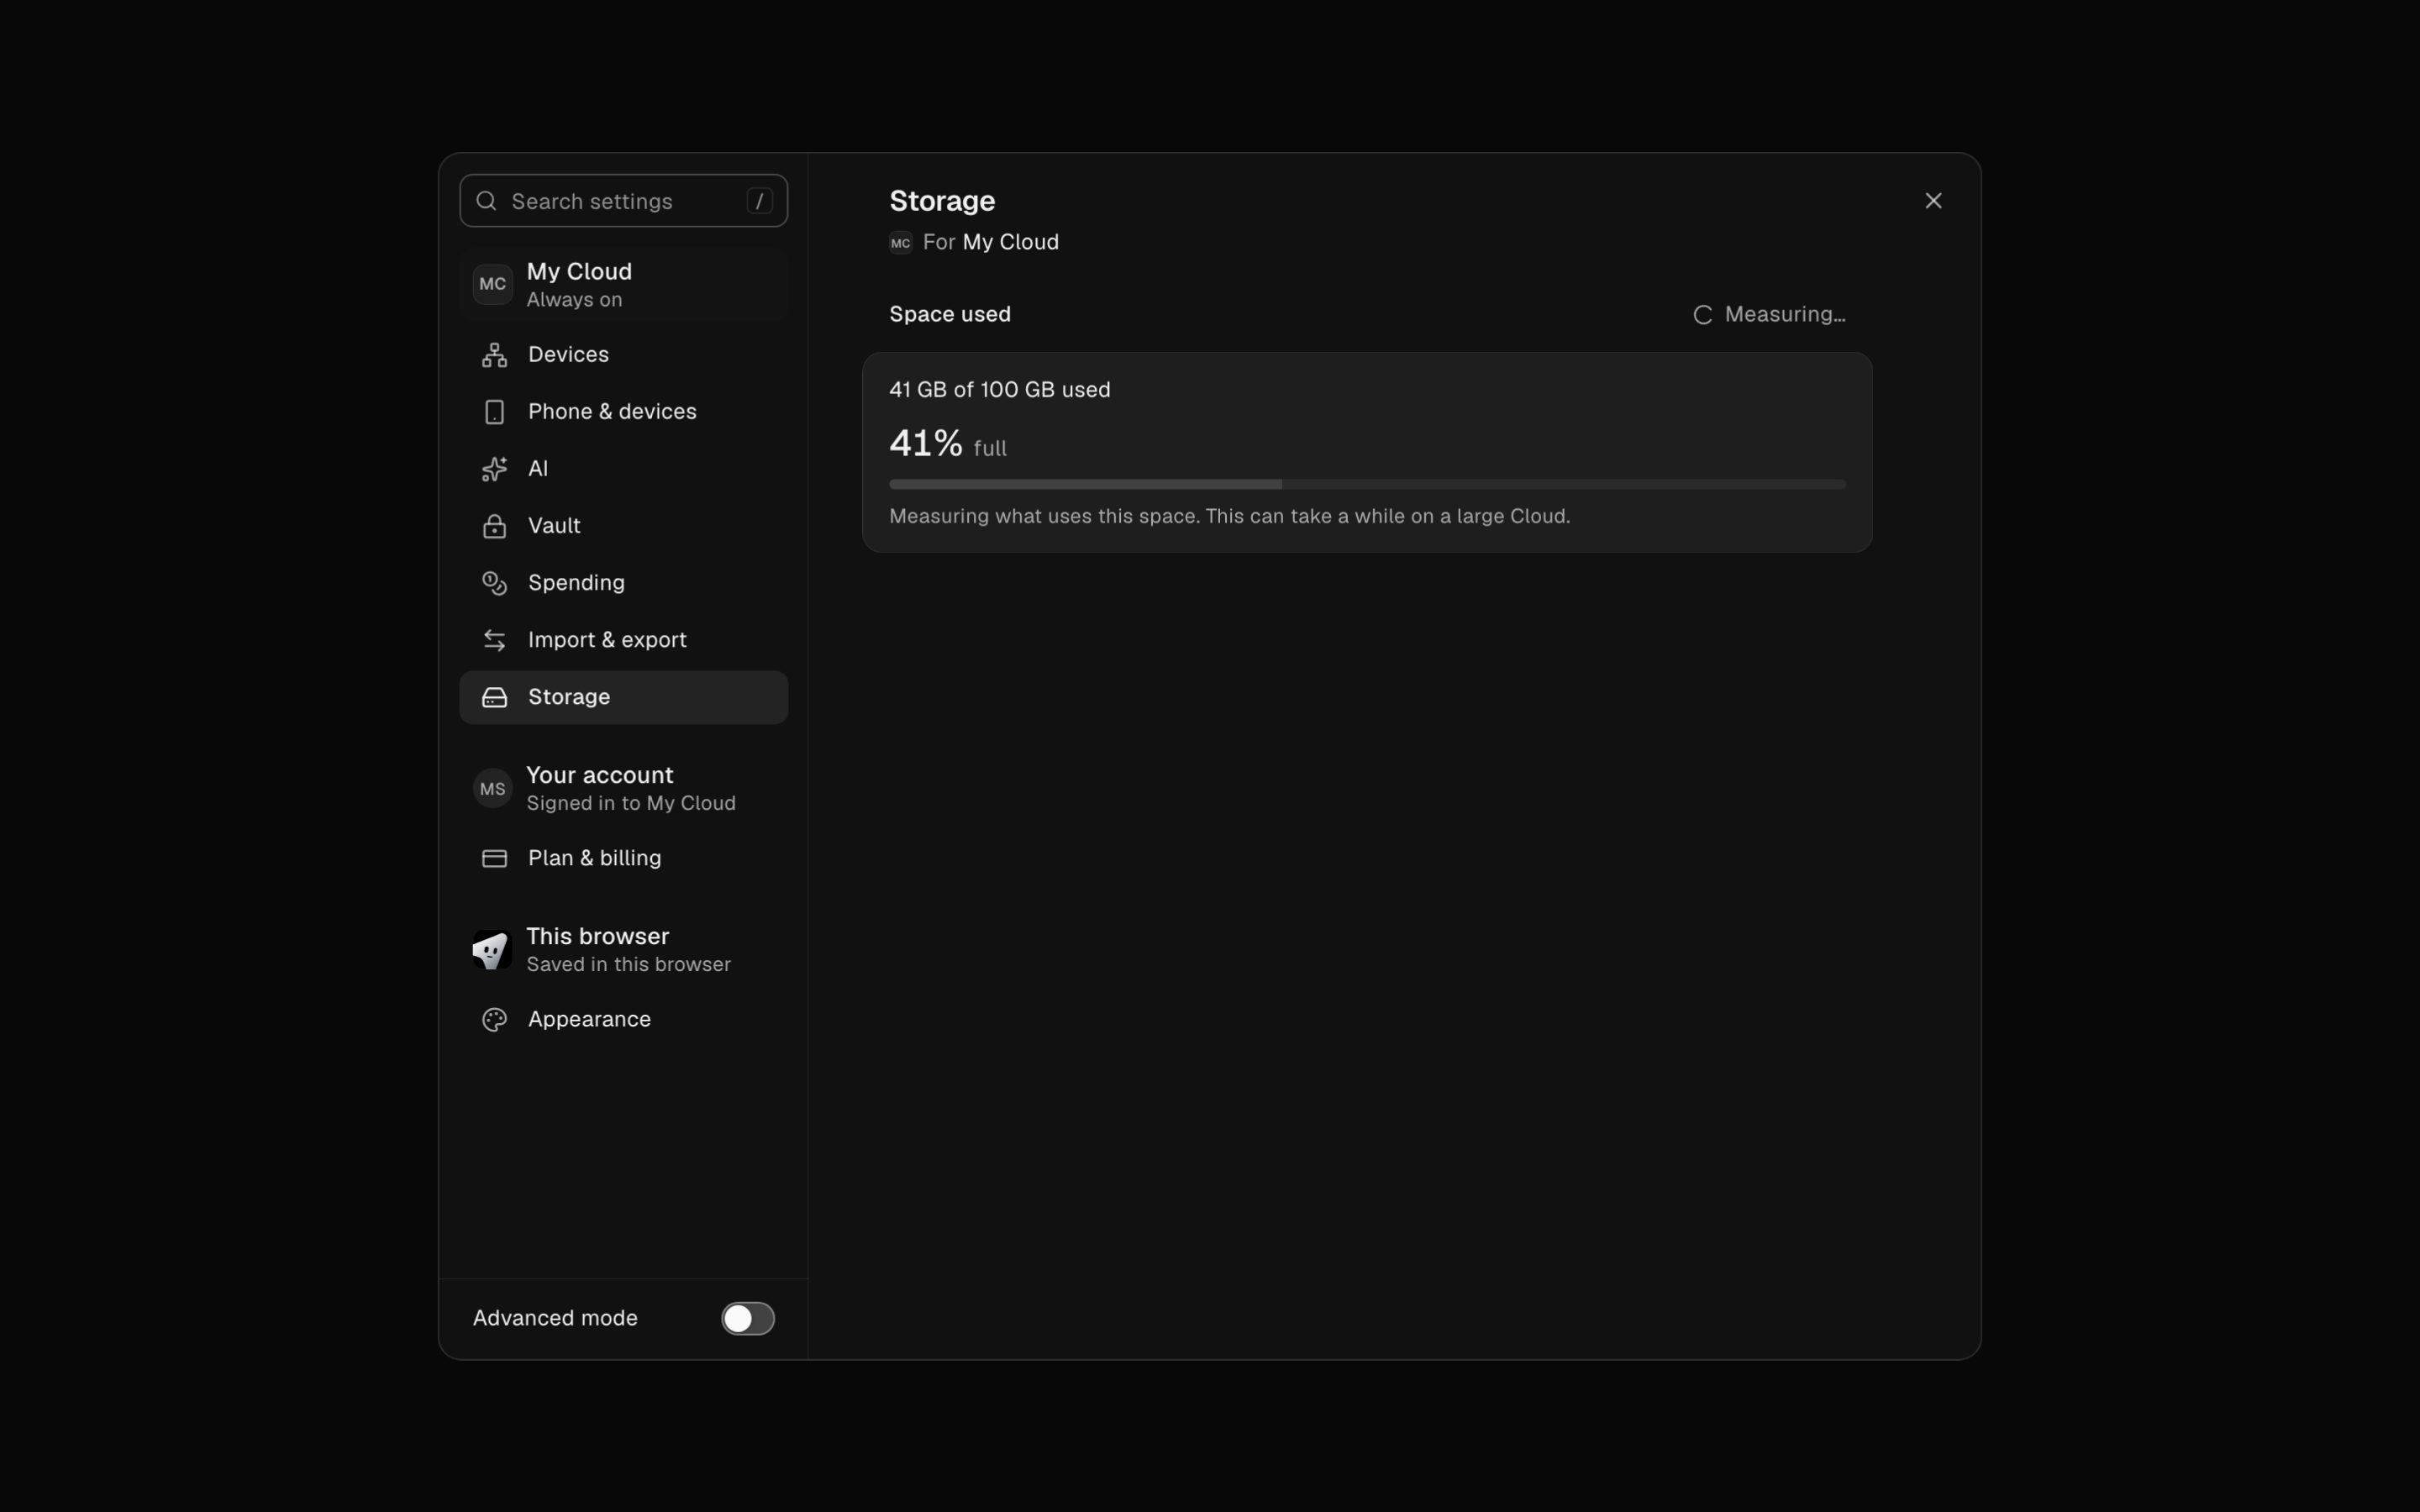 Search settings /
My Cloud
MC
Always on
Devices
Phone & devices
AI
Vault
Spending
Import & export
Storage
MS
Your account
Signed in to My Cloud
Plan & billing
This browser
Saved in this browser
Appearance
Advanced mode
Storage
MC For My Cloud
Space used
Measuring...
41 GB of 100 GB used
41% full
Measuring what uses this space. This can take a while on a large Cloud.